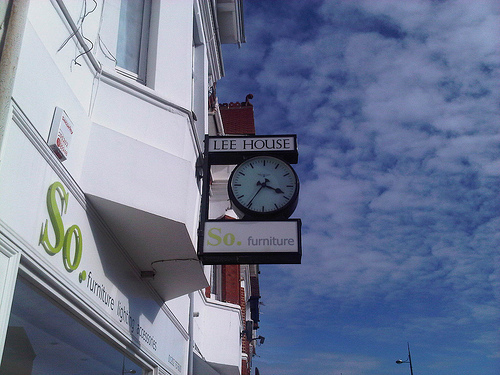 LEE HOUSE
So. furniture
So. furniture lighting accessories